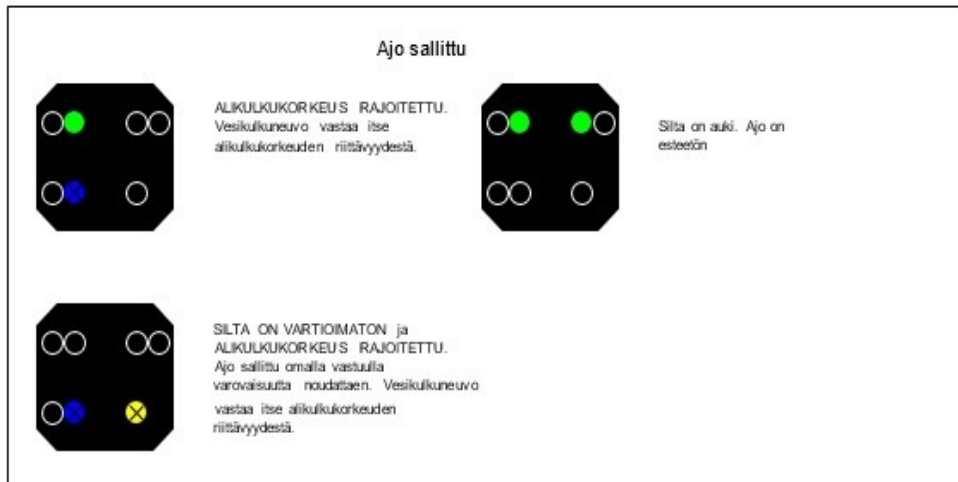 Ajo sallittu
ALIKULKUKORKEUS RAJOITETTU.
Vesikulkuneuvo vastaa itse
alikulkukorkeuden riittävyydestä.
Silta on auki. Ajo on
esteetön
SILTA ON VARTIOIMATON ja
ALIKULKUKORKEUS RAJOITETTU.
Ajo sallittu omalla vastuulla
varovaisuutta noudattaen. Vesikulkuneuvo
vastaa itse alikulkukorkeuden
riittävyydestä.